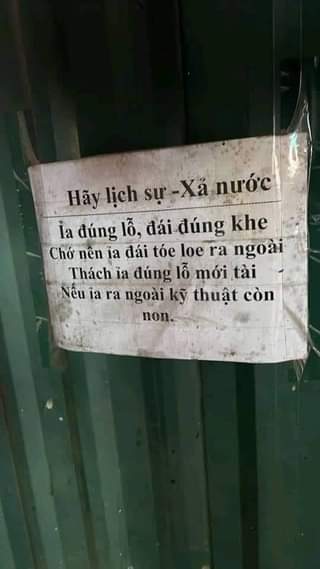 Hãy lịch sự -Xả nước
Ỉa đúng lỗ, đái đúng khe
Chớ nên ỉa đái tóe loe ra ngoài
Thách ỉa đúng lỗ mới tài
Nếu ỉa ra ngoài kỹ thuật còn
non.